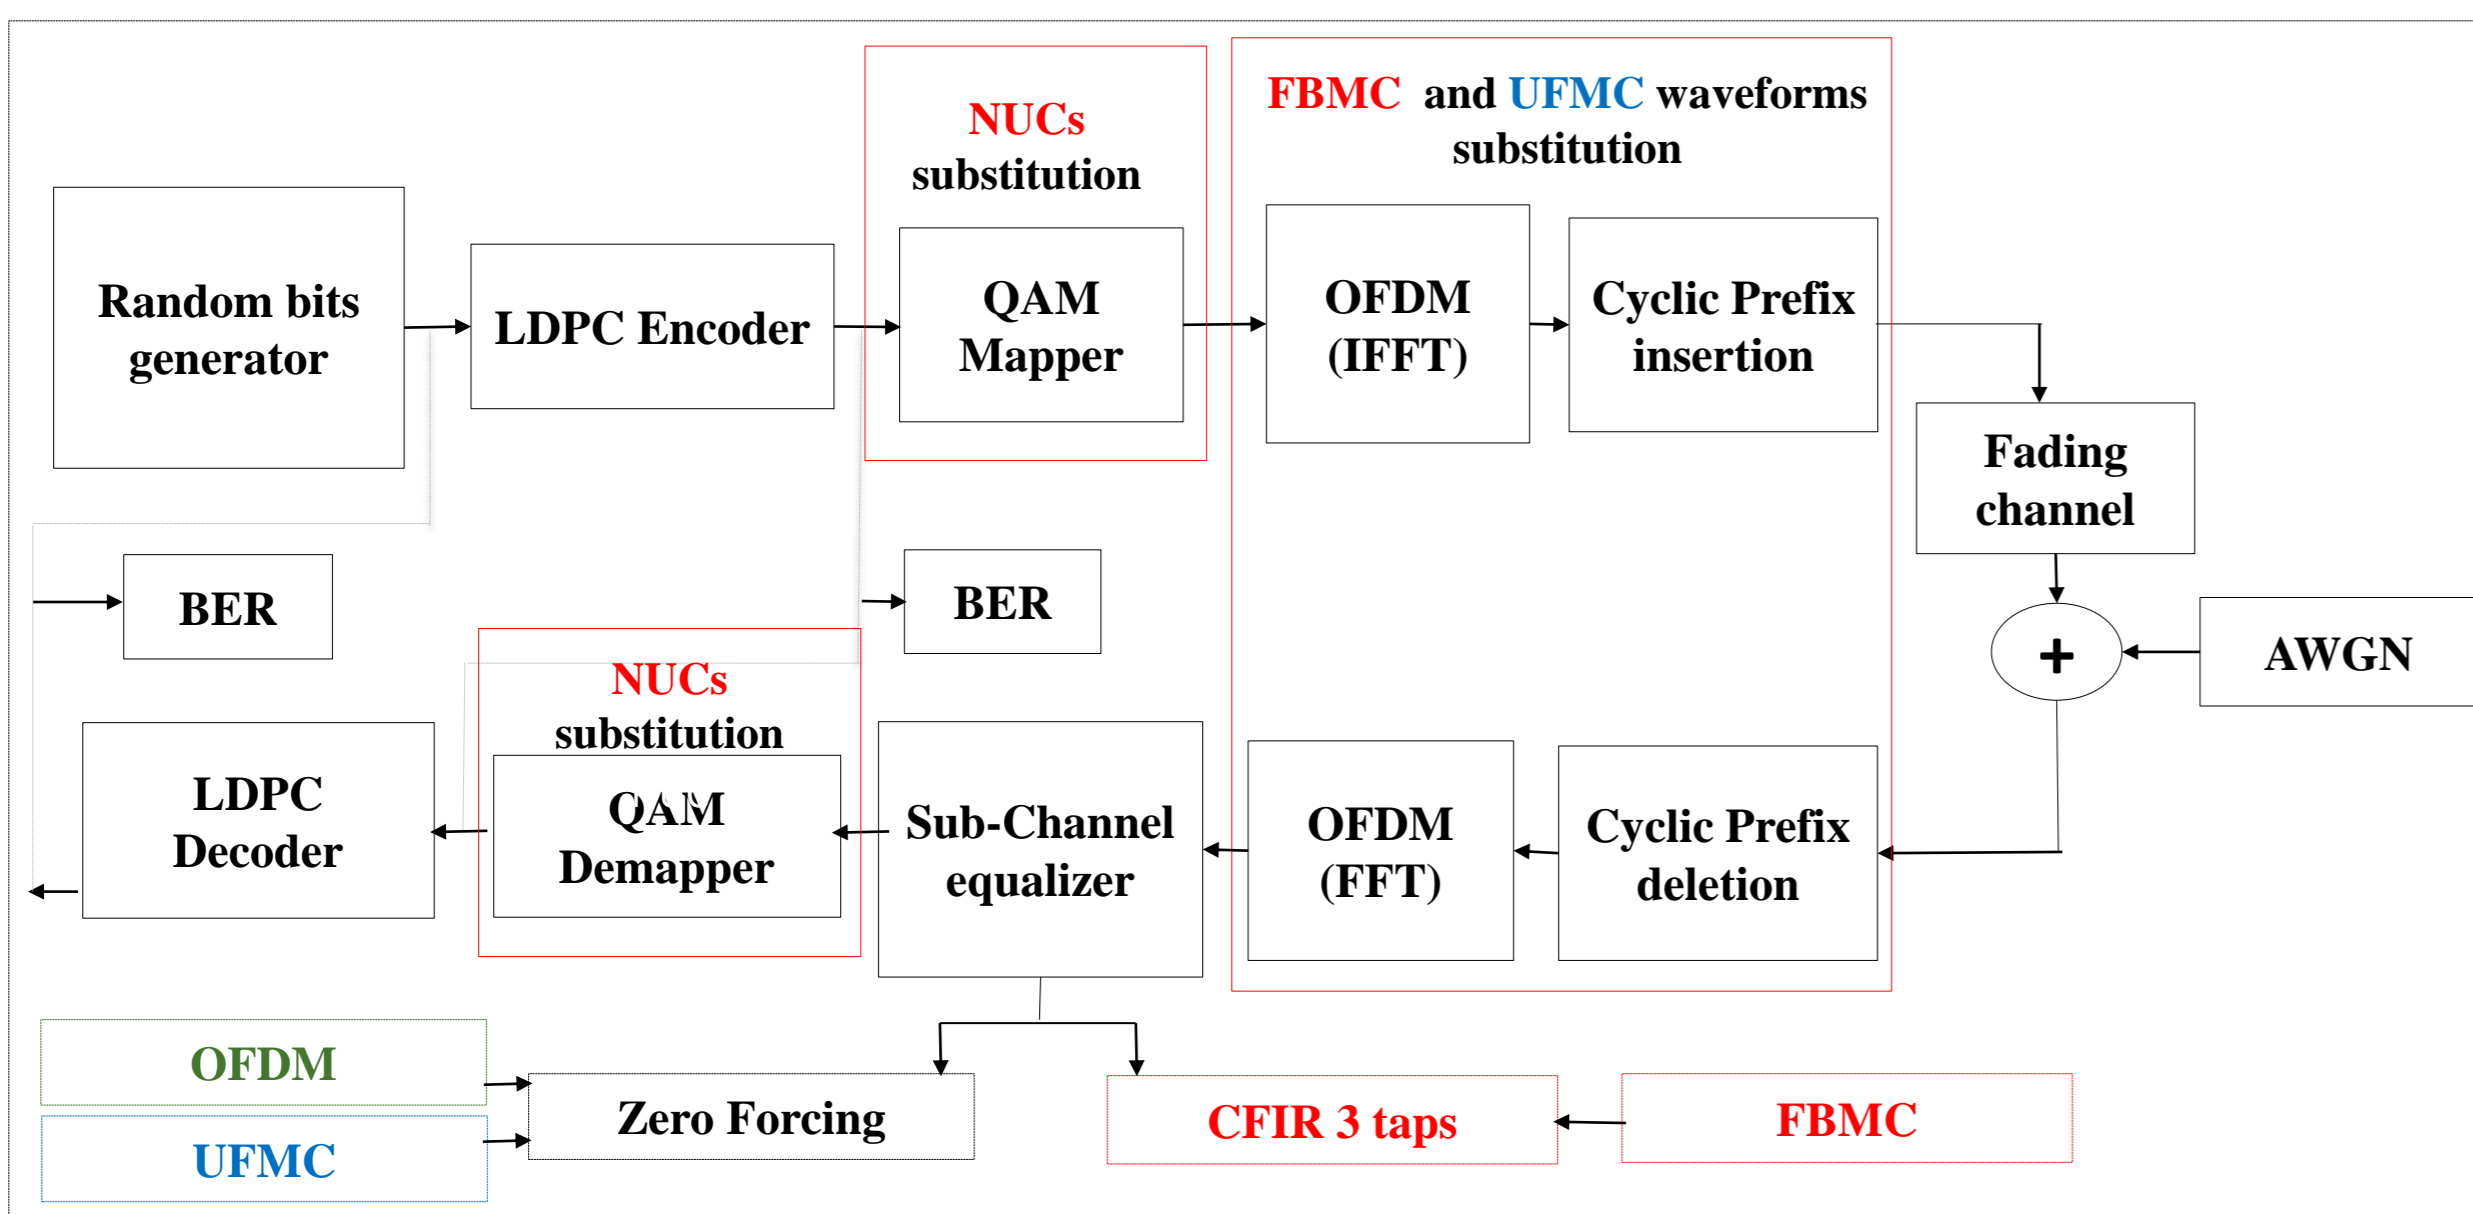 NUCs
substitution
FBMC and UFMC waveforms
substitution
Random bits
generator
LDPC Encoder
QAM
Mapper
OFDM
(IFFT)
Cyclic Prefix
insertion
Fading
channel
BER
BER
+
AWGN
NUCs
substitution
LDPC
Decoder
QAM
Demapper
Sub-Channel
equalizer
OFDM
(FFT)
Cyclic Prefix
deletion
OFDM
UFMC
Zero Forcing
CFIR 3 taps
FBMC